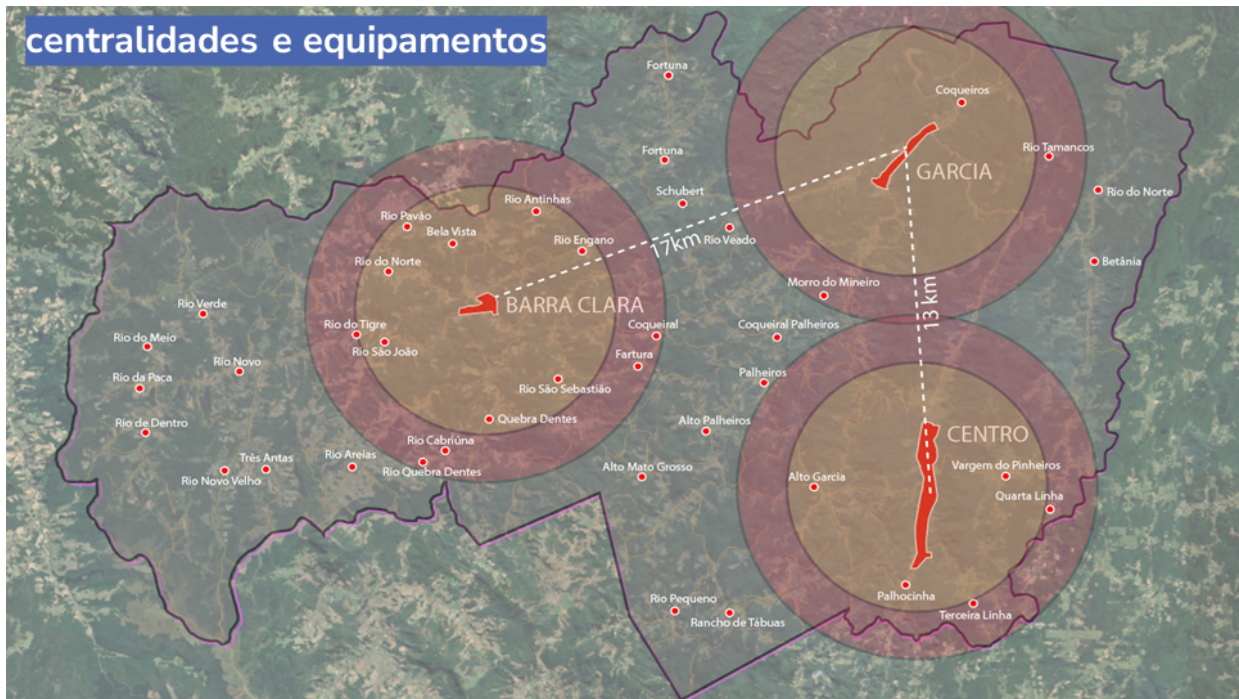 centralidades e equipamentos
Fortuna
Coqueiros
Fortuna
Rio Tamancos
GARCIA
Schubert
Rio do Norte
Rio Antinhas
Rio Pavão
Bela Vista
Rio Engano
Rio Veado
17km
Rio do Norte
Betânia
Morro do Mineiro
Rio Verde
BARRA CLARA
13 km
Rio do Tigre
Coqueiral
Coqueiral Palheiros
Rio do Meio
Rio São João
Fartura
Rio Novo
Rio da Paca
Rio São Sebastião
Palheiros
Quebra Dentes
Alto Palheiros
Rio de Dentro
CENTRO
Rio Cabriúna
Três Antas
Rio Areias
Rio Quebra Dentes
Alto Mato Grosso
Alto Garcia
Vargem do Pinheiros
Rio Novo Velho
Quarta Linha
Palhocinha
Rio Pequeno
Rancho de Tábuas
Terceira Linha